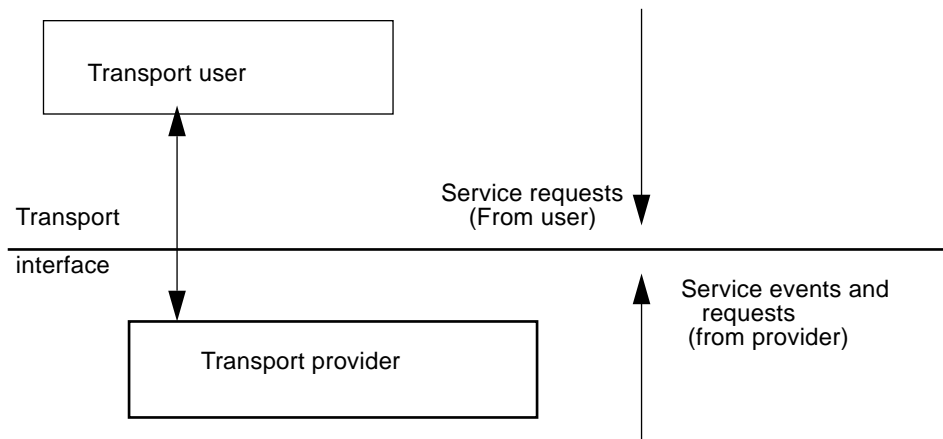 Transport user
Service requests
(From user)
Transport
interface
Service events and
requests
(from provider)
Transport provider